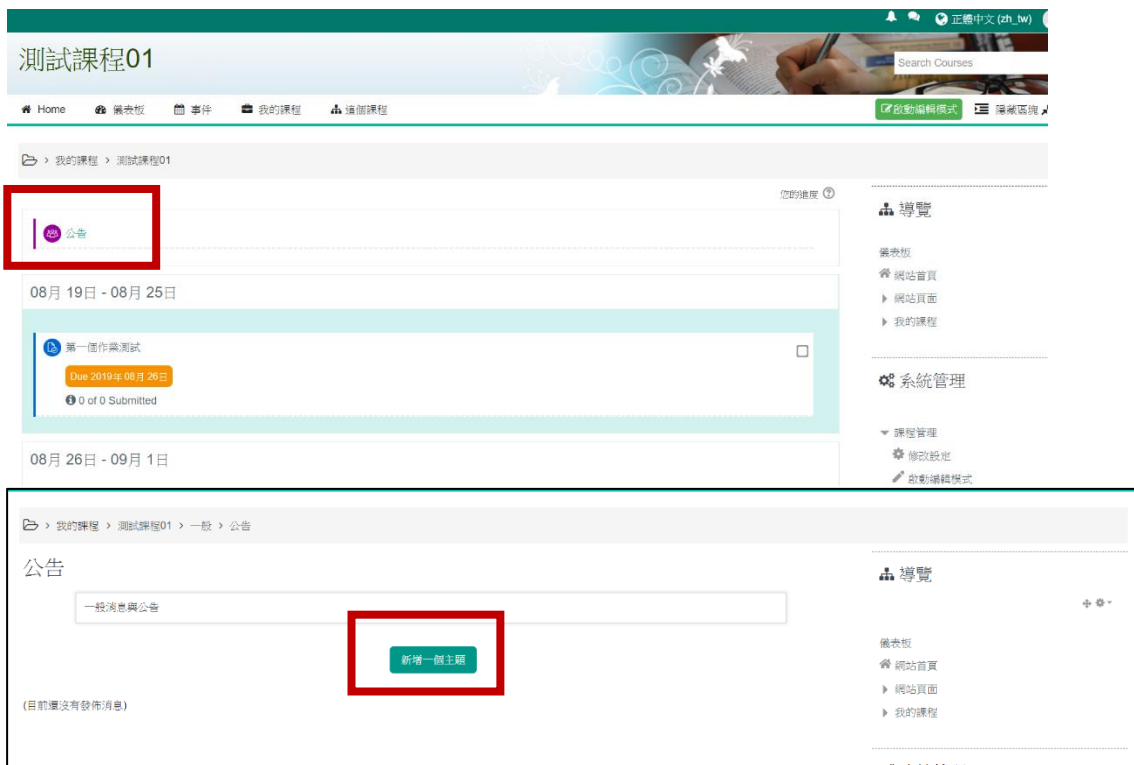 正體中文 (zh_tw)
測試課程01
Search Courses
Home 儀表板 事件 我的課程 這個課程
啟動編輯模式 隱藏區塊
> 我的課程 > 測試課程01
您的進度
公告
08月 19日 - 08月 25日
第一個作業測試
Due 2019年 08月 26日
0 of 0 Submitted
08月 26日 - 09月 1日
導覽
儀表板
網站首頁
網站頁面
我的課程
系統管理
課程管理
修改設定
啟動編輯模式
> 我的課程 > 測試課程01 > 一般 > 公告
公告
一般消息與公告
新增一個主題
(目前還沒有發佈消息)
導覽
儀表板
網站首頁
網站頁面
我的課程